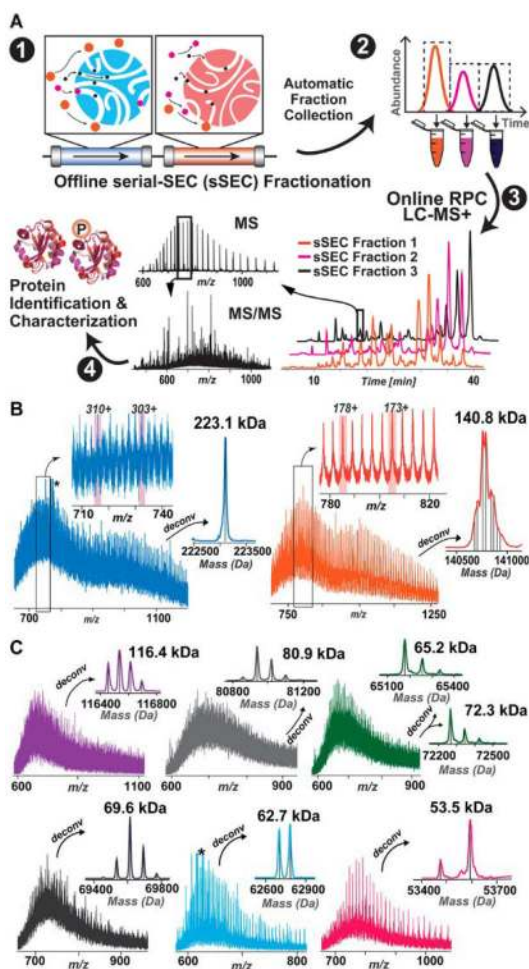 A
1
2
Automatic
Fraction
Collection
Abundance
Time
Offline serial-SEC (sSEC) Fractionation
3
Online RPC
LC-MS+
sSEC Fraction 1
sSEC Fraction 2
sSEC Fraction 3
10
Time [min]
40
MS
600
m/z
1100
MS/MS
600
m/z
1100
P
Protein
Identification &
Characterization
4
B
310+
303+
710
m/z
740
*
223.1 kDa
deconv
222500
223500
Mass (Da)
700
m/z
1100
178+
173+
780
m/z
820
140.8 kDa
deconv
140500
141000
Mass (Da)
750
m/z
1250
C
116.4 kDa
deconv
116400
116800
Mass (Da)
600
m/z
1100
80.9 kDa
80800
81200
Mass (Da)
deconv
600
m/z
900
65.2 kDa
65100
65400
Mass (Da)
deconv
72.3 kDa
72200
72500
Mass (Da)
600
m/z
900
69.6 kDa
deconv
69400
69800
Mass (Da)
700
m/z
900
62.7 kDa
*
deconv
62600
62900
Mass (Da)
600
m/z
800
53.5 kDa
deconv
53400
53700
Mass (Da)
700
m/z
1000